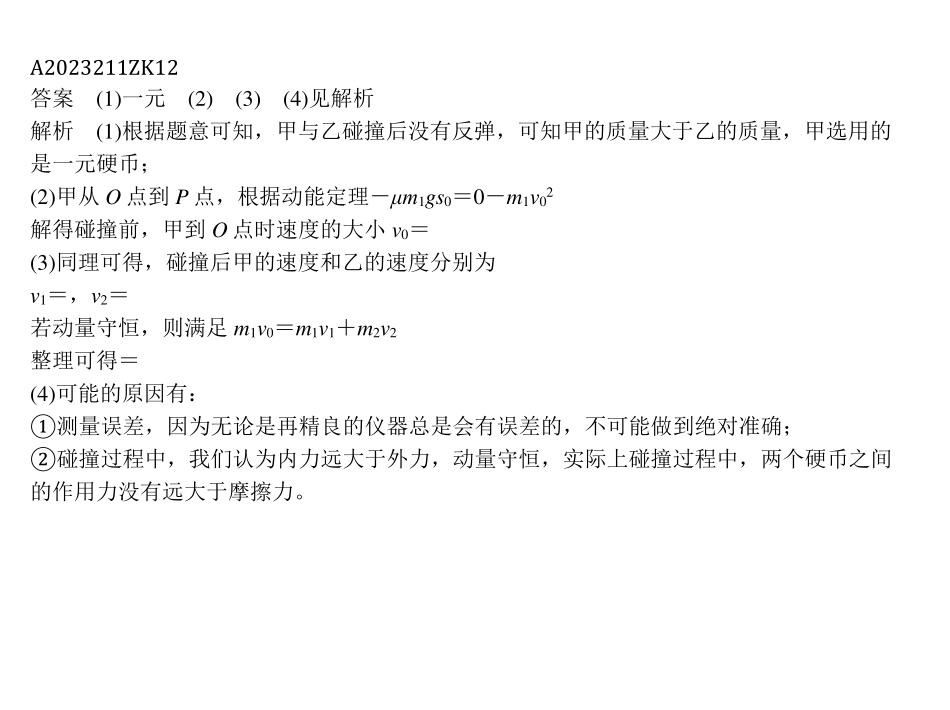 A2023211ZK12
答案　(1)一元　(2)　(3)　(4)见解析
解析　(1)根据题意可知，甲与乙碰撞后没有反弹，可知甲的质量大于乙的质量，甲选用的
是一元硬币；
(2)甲从 O 点到 P 点，根据动能定理－μm₁gs₀＝0－m₁v₀²
解得碰撞前，甲到 O 点时速度的大小 v₀＝
(3)同理可得，碰撞后甲的速度和乙的速度分别为
v₁＝，v₂＝
若动量守恒，则满足 m₁v₀＝m₁v₁＋m₂v₂
整理可得＝
(4)可能的原因有：
①测量误差，因为无论是再精良的仪器总是会有误差的，不可能做到绝对准确；
②碰撞过程中，我们认为内力远大于外力，动量守恒，实际上碰撞过程中，两个硬币之间
的作用力没有远大于摩擦力。